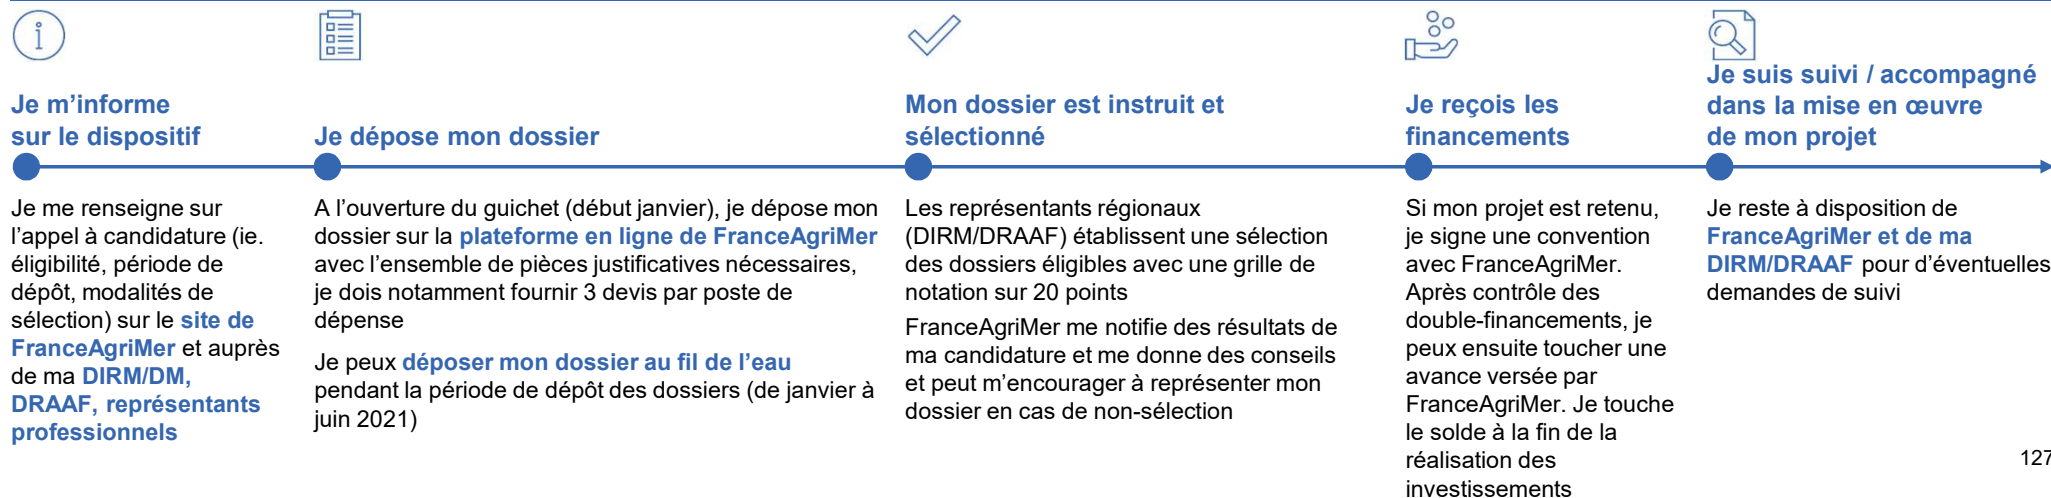 Je m’informe
sur le dispositif
Je me renseigne sur
l’appel à candidature (ie.
éligibilité, période de
dépôt, modalités de
sélection) sur le site de
FranceAgriMer et auprès
de ma DIRM/DM,
DRAAF, représentants
professionnels
Je dépose mon dossier
A l’ouverture du guichet (début janvier), je dépose mon
dossier sur la plateforme en ligne de FranceAgriMer
avec l’ensemble de pièces justificatives nécessaires,
je dois notamment fournir 3 devis par poste de
dépense
Je peux déposer mon dossier au fil de l’eau
pendant la période de dépôt des dossiers (de janvier à
juin 2021)
Mon dossier est instruit et
sélectionné
Les représentants régionaux
(DIRM/DRAAF) établissent une sélection
des dossiers éligibles avec une grille de
notation sur 20 points
FranceAgriMer me notifie des résultats de
ma candidature et me donne des conseils
et peut m’encourager à représenter mon
dossier en cas de non-sélection
Je reçois les
financements
Si mon projet est retenu,
je signe une convention
avec FranceAgriMer.
Après contrôle des
double-financements, je
peux ensuite toucher une
avance versée par
FranceAgriMer. Je touche
le solde à la fin de la
réalisation des
investissements
Je suis suivi / accompagné
dans la mise en œuvre
de mon projet
Je reste à disposition de
FranceAgriMer et de ma
DIRM/DRAAF pour d’éventuelles
demandes de suivi
127